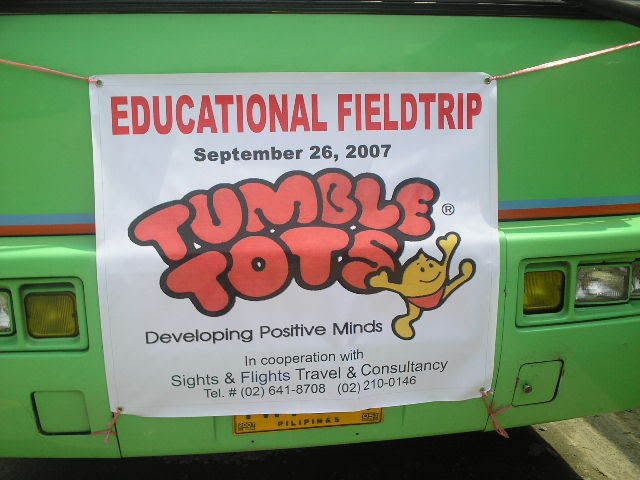 EDUCATIONAL FIELDTRIP
September 26, 2007
TUMBLE
TOTS ®
Developing Positive Minds
In cooperation with
Sights & Flights Travel & Consultancy
Tel. # (02) 641-8708 (02) 210-0146
PILIPINAS